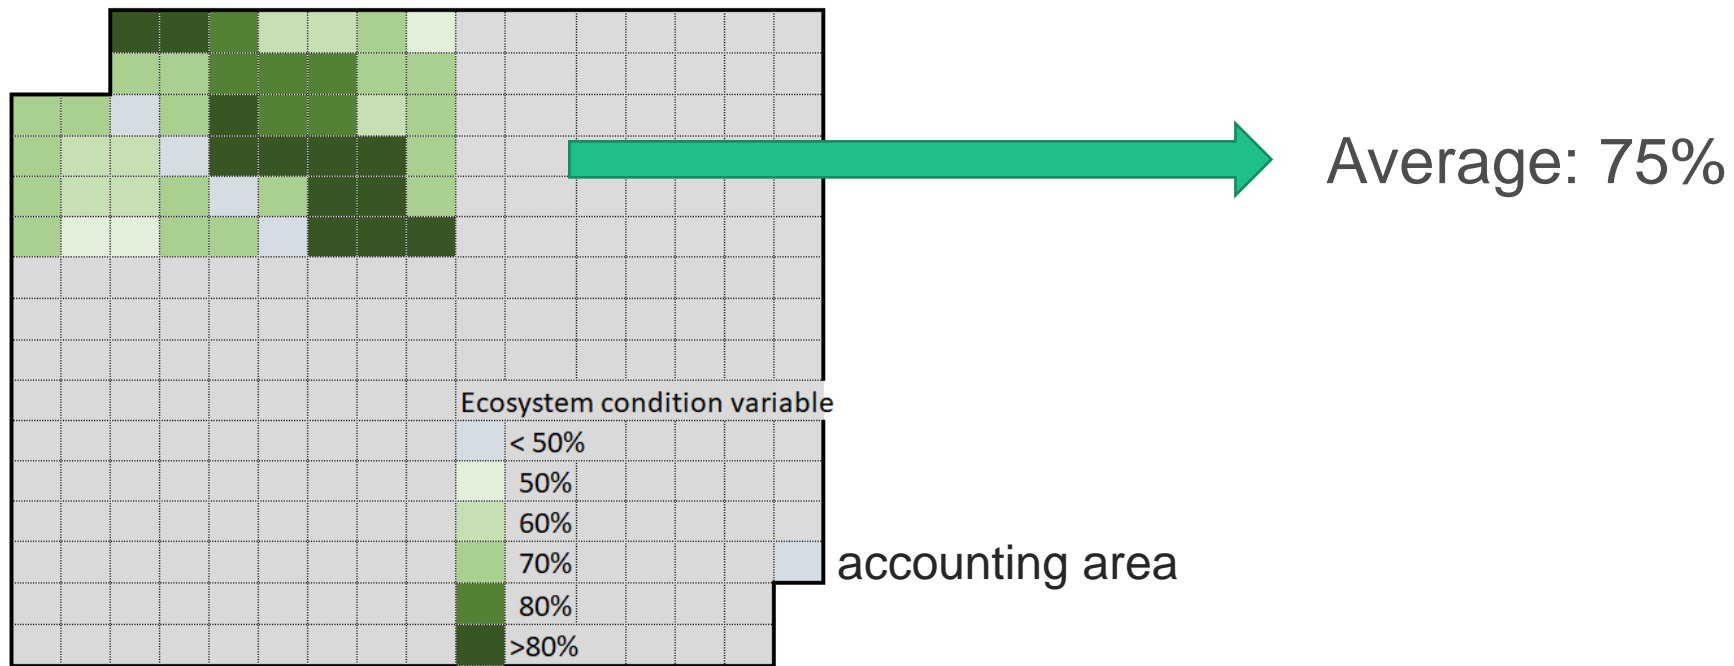 Average: 75%
Ecosystem condition variable
< 50%
50%
60%
70%
accounting area
80%
>80%